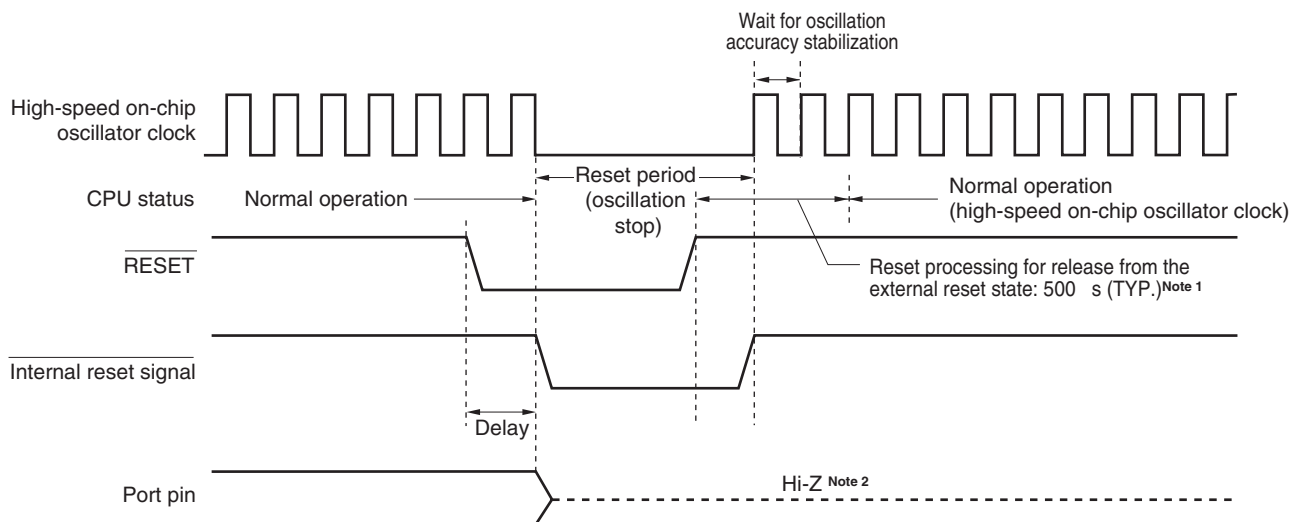 Wait for oscillation
accuracy stabilization
High-speed on-chip
oscillator clock
CPU status
Normal operation
Reset period
(oscillation
stop)
Normal operation
(high-speed on-chip oscillator clock)
RESET
Reset processing for release from the
external reset state: 500 s (TYP.)Note 1
Internal reset signal
Delay
Port pin
Hi-Z Note 2